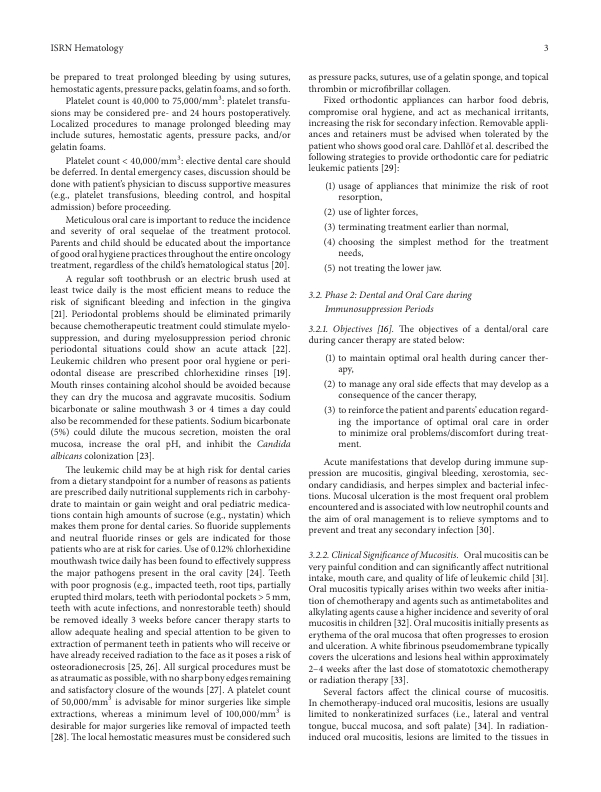 ISRN Hematology
3
be prepared to treat prolonged bleeding by using sutures,
hemostatic agents, pressure packs, gelatin foams, and so forth.
Platelet count is 40,000 to 75,000/mm³: platelet transfu-
sions may be considered pre- and 24 hours postoperatively.
Localized procedures to manage prolonged bleeding may
include sutures, hemostatic agents, pressure packs, and/or
gelatin foams.
Platelet count < 40,000/mm³: elective dental care should
be deferred. In dental emergency cases, discussion should be
done with patient's physician to discuss supportive measures
(e.g., platelet transfusions, bleeding control, and hospital
admission) before proceeding.
Meticulous oral care is important to reduce the incidence
and severity of oral sequelae of the treatment protocol.
Parents and child should be educated about the importance
of good oral hygiene practices throughout the entire oncology
treatment, regardless of the child's hematological status [20].
A regular soft toothbrush or an electric brush used at
least twice daily is the most efficient means to reduce the
risk of significant bleeding and infection in the gingiva
[21]. Periodontal problems should be eliminated primarily
because chemotherapeutic treatment could stimulate myelo-
suppression, and during myelosuppression period chronic
periodontal situations could show an acute attack [22].
Leukemic children who present poor oral hygiene or peri-
odontal disease are prescribed chlorhexidine rinses [19].
Mouth rinses containing alcohol should be avoided because
they can dry the mucosa and aggravate mucositis. Sodium
bicarbonate or saline mouthwash 3 or 4 times a day could
also be recommended for these patients. Sodium bicarbonate
(5%) could dilute the mucous secretion, moisten the oral
mucosa, increase the oral pH, and inhibit the Candida
albicans colonization [23].
The leukemic child may be at high risk for dental caries
from a dietary standpoint for a number of reasons as patients
are prescribed daily nutritional supplements rich in carbohy-
drate to maintain or gain weight and oral pediatric medica-
tions contain high amounts of sucrose (e.g., nystatin) which
makes them prone for dental caries. So fluoride supplements
and neutral fluoride rinses or gels are indicated for those
patients who are at risk for caries. Use of 0.12% chlorhexidine
mouthwash twice daily has been found to effectively suppress
the major pathogens present in the oral cavity [24]. Teeth
with poor prognosis (e.g., impacted teeth, root tips, partially
erupted third molars, teeth with periodontal pockets > 5 mm,
teeth with acute infections, and nonrestorable teeth) should
be removed ideally 3 weeks before cancer therapy starts to
allow adequate healing and special attention to be given to
extraction of permanent teeth in patients who will receive or
have already received radiation to the face as it poses a risk of
osteoradionecrosis [25, 26]. All surgical procedures must be
as atraumatic as possible, with no sharp bony edges remaining
and satisfactory closure of the wounds [27]. A platelet count
of 50,000/mm³ is advisable for minor surgeries like simple
extractions, whereas a minimum level of 100,000/mm³ is
desirable for major surgeries like removal of impacted teeth
[28]. The local hemostatic measures must be considered such
as pressure packs, sutures, use of a gelatin sponge, and topical
thrombin or microfibrillar collagen.
Fixed orthodontic appliances can harbor food debris,
compromise oral hygiene, and act as mechanical irritants,
increasing the risk for secondary infection. Removable appli-
ances and retainers must be advised when tolerated by the
patient who shows good oral care. Dahllöf et al. described the
following strategies to provide orthodontic care for pediatric
leukemic patients [29]:
(1) usage of appliances that minimize the risk of root
resorption,
(2) use of lighter forces,
(3) terminating treatment earlier than normal,
(4) choosing the simplest method for the treatment
needs,
(5) not treating the lower jaw.
3.2. Phase 2: Dental and Oral Care during
Immunosuppression Periods
3.2.1. Objectives [16]. The objectives of a dental/oral care
during cancer therapy are stated below:
(1) to maintain optimal oral health during cancer ther-
apy,
(2) to manage any oral side effects that may develop as a
consequence of the cancer therapy,
(3) to reinforce the patient and parents' education regard-
ing the importance of optimal oral care in order
to minimize oral problems/discomfort during treat-
ment.
Acute manifestations that develop during immune sup-
pression are mucositis, gingival bleeding, xerostomia, sec-
ondary candidiasis, and herpes simplex and bacterial infec-
tions. Mucosal ulceration is the most frequent oral problem
encountered and is associated with low neutrophil counts and
the aim of oral management is to relieve symptoms and to
prevent and treat any secondary infection [30].
3.2.2. Clinical Significance of Mucositis. Oral mucositis can be
very painful condition and can significantly affect nutritional
intake, mouth care, and quality of life of leukemic child [31].
Oral mucositis typically arises within two weeks after initia-
tion of chemotherapy and agents such as antimetabolites and
alkylating agents cause a higher incidence and severity of oral
mucositis in children [32]. Oral mucositis initially presents as
erythema of the oral mucosa that often progresses to erosion
and ulceration. A white fibrinous pseudomembrane typically
covers the ulcerations and lesions heal within approximately
2–4 weeks after the last dose of stomatotoxic chemotherapy
or radiation therapy [33].
Several factors affect the clinical course of mucositis.
In chemotherapy-induced oral mucositis, lesions are usually
limited to nonkeratinized surfaces (i.e., lateral and ventral
tongue, buccal mucosa, and soft palate) [34]. In radiation-
induced oral mucositis, lesions are limited to the tissues in